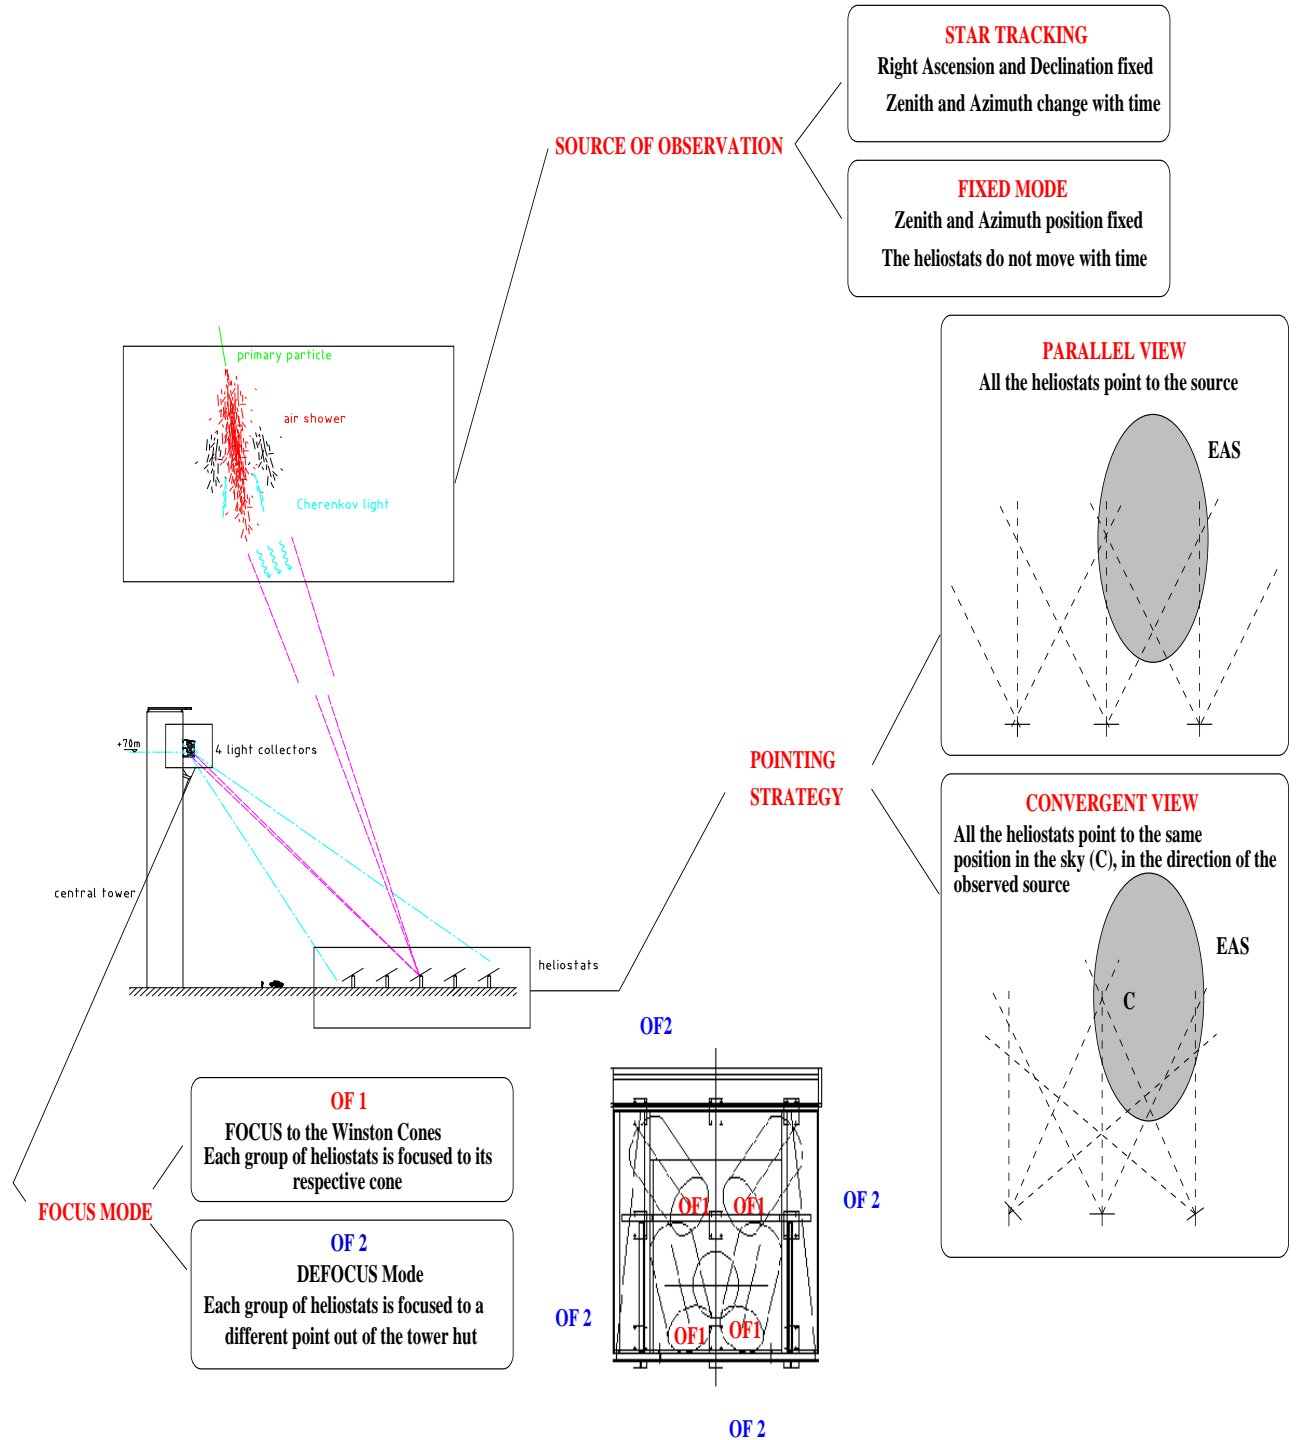 STAR TRACKING
Right Ascension and Declination fixed
Zenith and Azimuth change with time
SOURCE OF OBSERVATION
FIXED MODE
Zenith and Azimuth position fixed
The heliostats do not move with time
primary particle
air shower
Cherenkov light
PARALLEL VIEW
All the heliostats point to the source
EAS
+70m
4 light collectors
central tower
heliostats
POINTING
STRATEGY
CONVERGENT VIEW
All the heliostats point to the same
position in the sky (C), in the direction of the
observed source
EAS
C
OF2
OF 1
FOCUS to the Winston Cones
Each group of heliostats is focused to its
respective cone
FOCUS MODE
OF 2
DEFOCUS Mode
Each group of heliostats is focused to a
different point out of the tower hut
OF1 OF1
OF 2
OF 2
OF1 OF1
OF 2